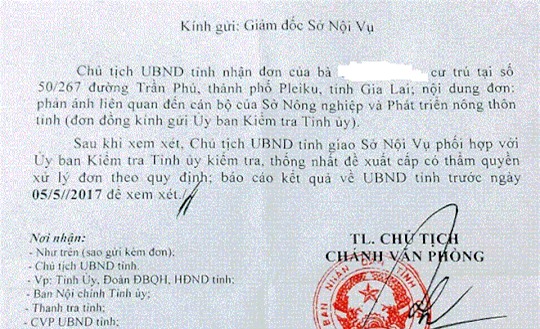 Kính gửi: Giám đốc Sở Nội Vụ
Chủ tịch UBND tỉnh nhận đơn của bà cư trú tại số
50/267 đường Trần Phú, thành phố Pleiku, tỉnh Gia Lai; nội dung đơn:
phản ánh liên quan đến cán bộ của Sở Nông nghiệp và Phát triển nông thôn
tỉnh (đơn đồng kính gửi Ủy ban Kiểm tra Tỉnh ủy).
Sau khi xem xét, Chủ tịch UBND tỉnh giao Sở Nội Vụ phối hợp với
Ủy ban Kiểm tra Tỉnh ủy kiểm tra, thống nhất đề xuất cấp có thẩm quyền
xử lý đơn theo quy định; báo cáo kết quả về UBND tỉnh trước ngày
05/5//2017 để xem xét./.
Nơi nhận:
- Như trên (sao gửi kèm đơn);
- Chủ tịch UBND tỉnh.
- Vp: Tỉnh Ủy, Đoàn ĐBQH, HĐND tỉnh;
- Ban Nội chính Tỉnh ủy;
- Thanh tra tỉnh;
- CVP UBND tỉnh;
TL. CHỦ TỊCH
CHÁNH VĂN PHÒNG
BAN NHÂN DÂN TỈNH